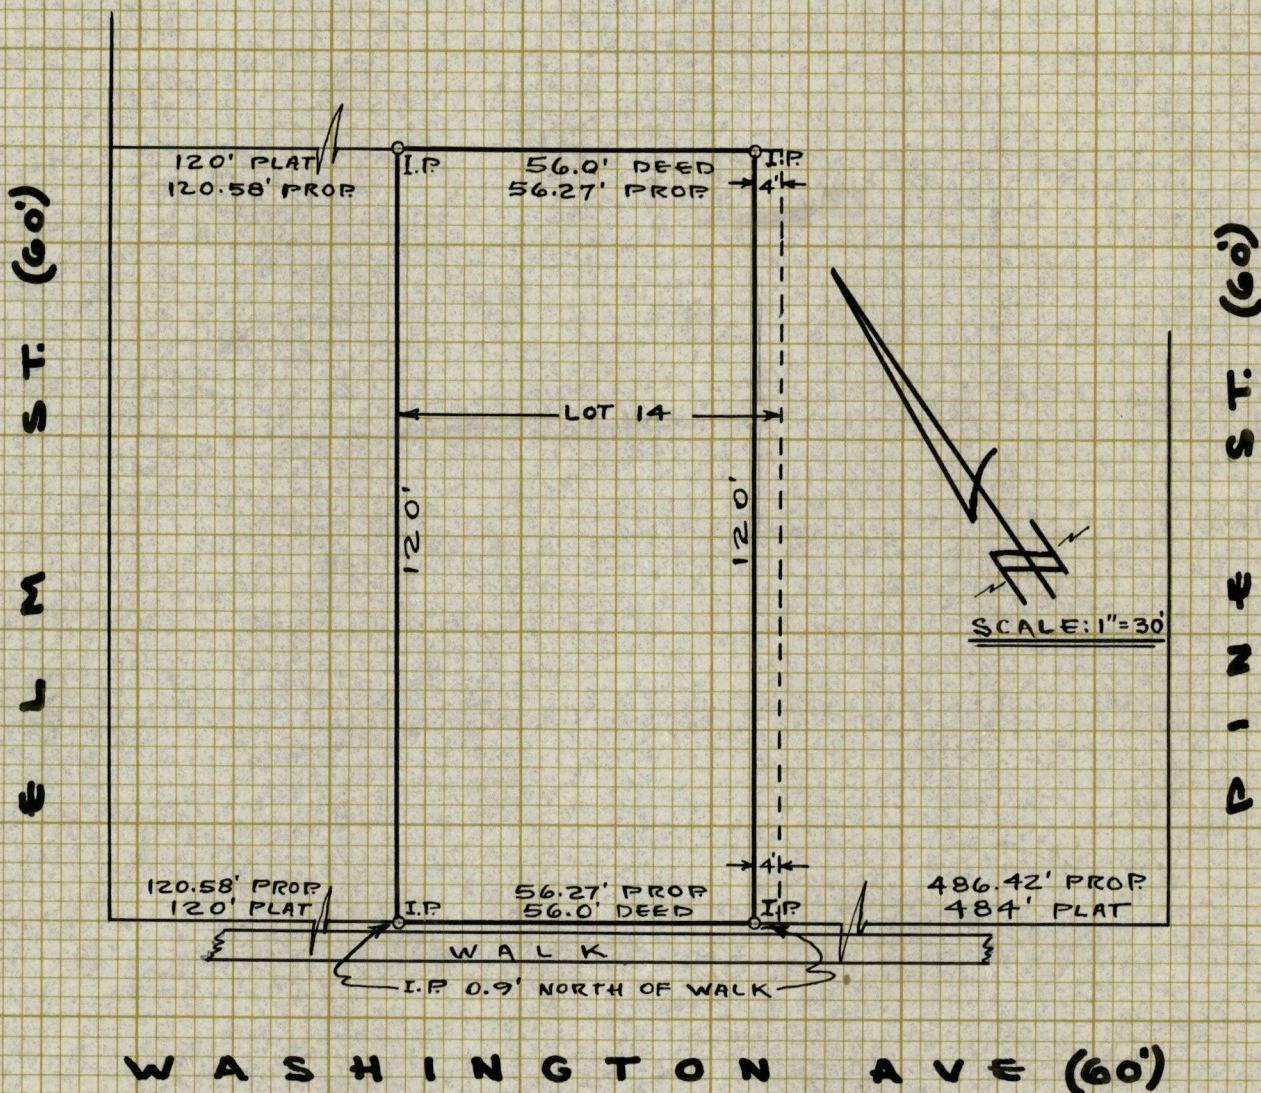 120' PLAT
120.58' PROP.
I.P.
56.0' DEED
56.27' PROP.
I.P.
4'
ELM ST. (60')
PINE ST. (60')
LOT 14
120'
120'
N
SCALE: 1"=30'
4'
120.58' PROP.
120' PLAT
I.P.
56.27' PROP.
56.0' DEED
I.P.
486.42' PROP.
484' PLAT
WALK
I.P. 0.9' NORTH OF WALK
WASHINGTON AVE (60')